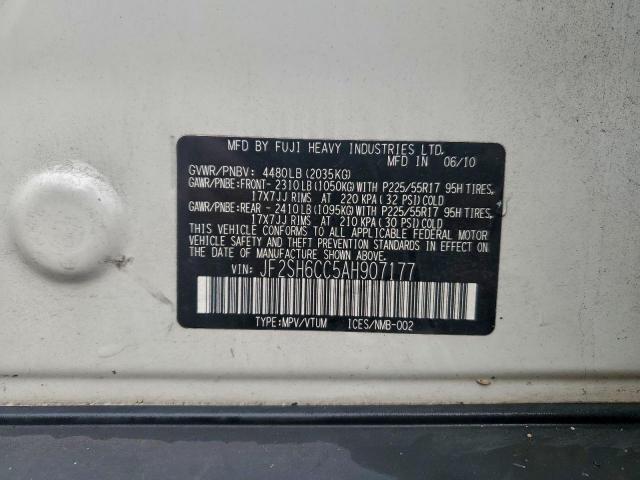 MFD BY FUJI HEAVY INDUSTRIES LTD.
MFD IN 06/10
GVWR/PNBV: 4480LB (2035KG)
GAWR/PNBE:FRONT- 2310LB(1050KG)WITH P225/55R17 95H TIRES,
17X7JJ RIMS AT 220 KPA(32 PSI)COLD
GAWR/PNBE:REAR - 2410LB(1095KG)WITH P225/55R17 95H TIRES,
17X7JJ RIMS AT 210 KPA(30 PSI)COLD
THIS VEHICLE CONFORMS TO ALL APPLICABLE FEDERAL MOTOR
VEHICLE SAFETY AND THEFT PREVENTION STANDARDS IN EFFECT ON
THE DATE OF MANUFACTURE SHOWN ABOVE.
VIN: JF2SH6CC5AH907177
TYPE:MPV/VTUM ICES/NMB-002